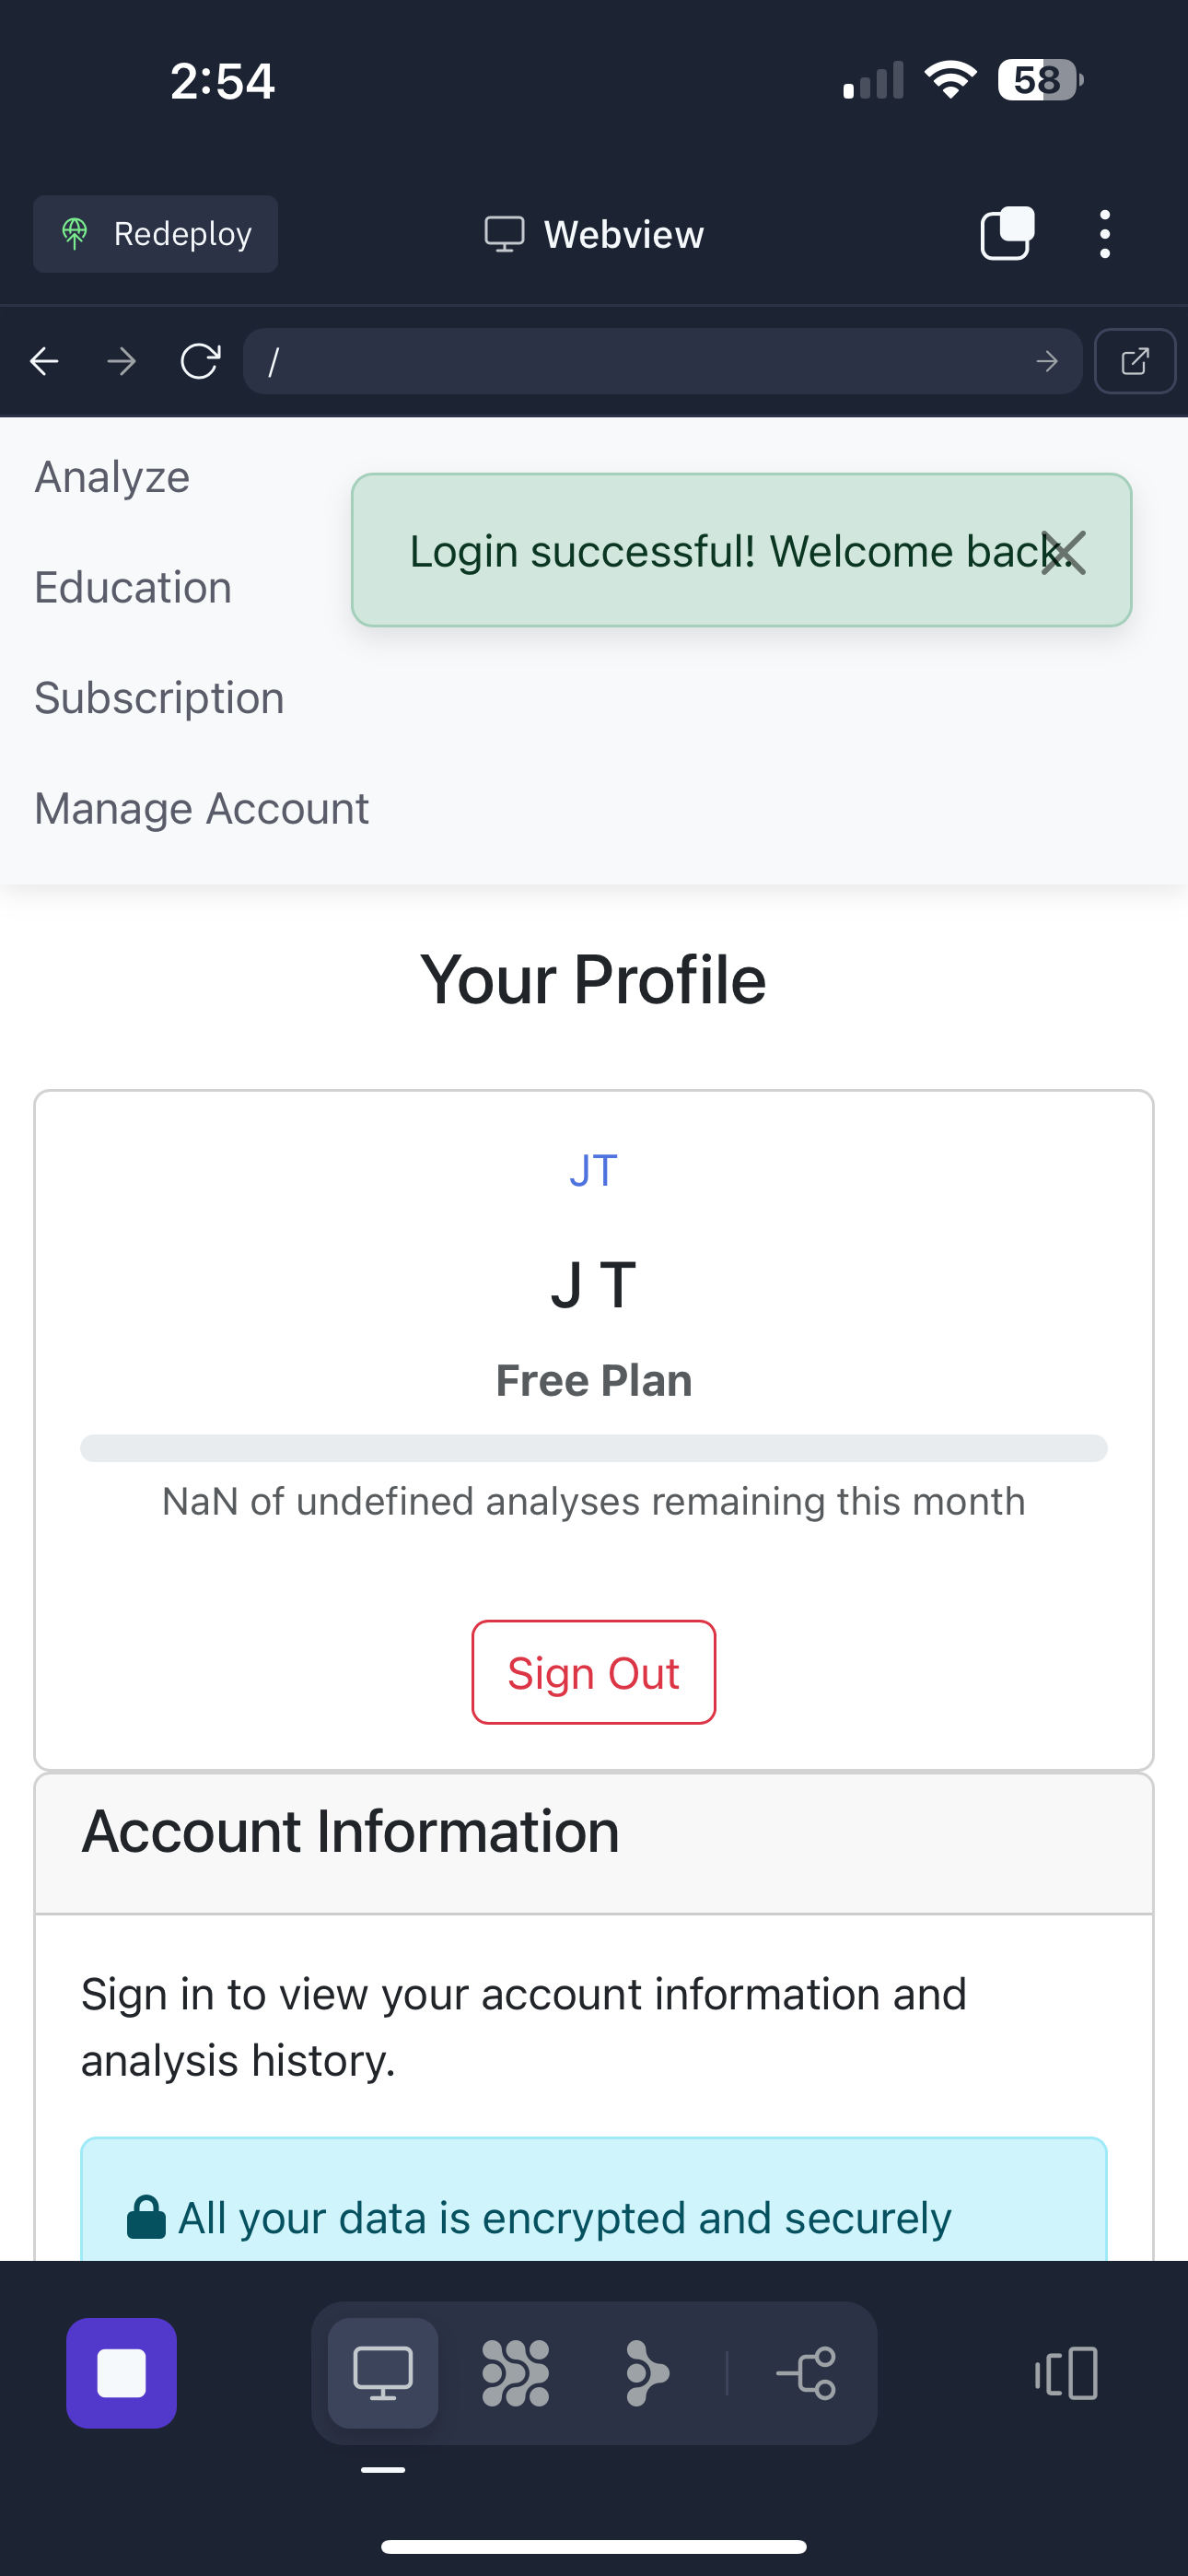 2:54
58
Redeploy
Webview
/
Analyze
Login successful! Welcome back.
Education
Subscription
Manage Account
Your Profile
JT
J T
Free Plan
NaN of undefined analyses remaining this month
Sign Out
Account Information
Sign in to view your account information and
analysis history.
All your data is encrypted and securely